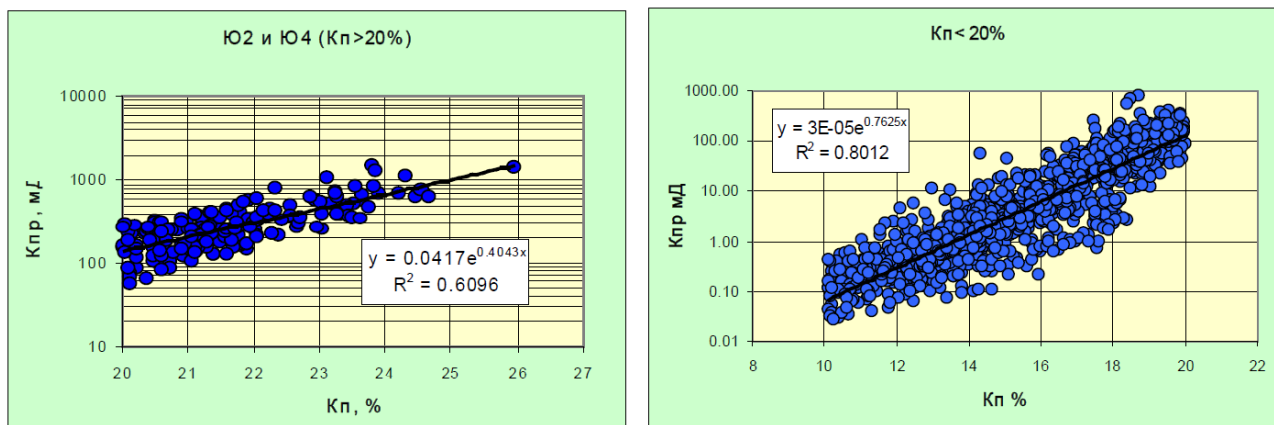 Ю2 и Ю4 (Кп>20%)
10000
1000
100
10
Кпр, мД
y = 0.0417e^0.4043x
R² = 0.6096
20 21 22 23 24 25 26 27
Кп, %
Кп< 20%
1000.00
100.00
10.00
1.00
0.10
0.01
Кпр мД
y = 3E-05e^0.7625x
R² = 0.8012
8 10 12 14 16 18 20 22
Кп %